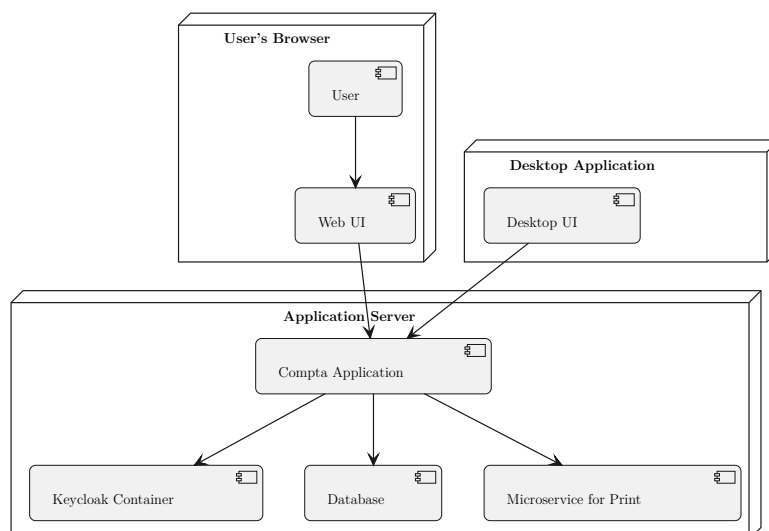 User's Browser
User
Desktop Application
Web UI
Desktop UI
Application Server
Compta Application
Keycloak Container
Database
Microservice for Print